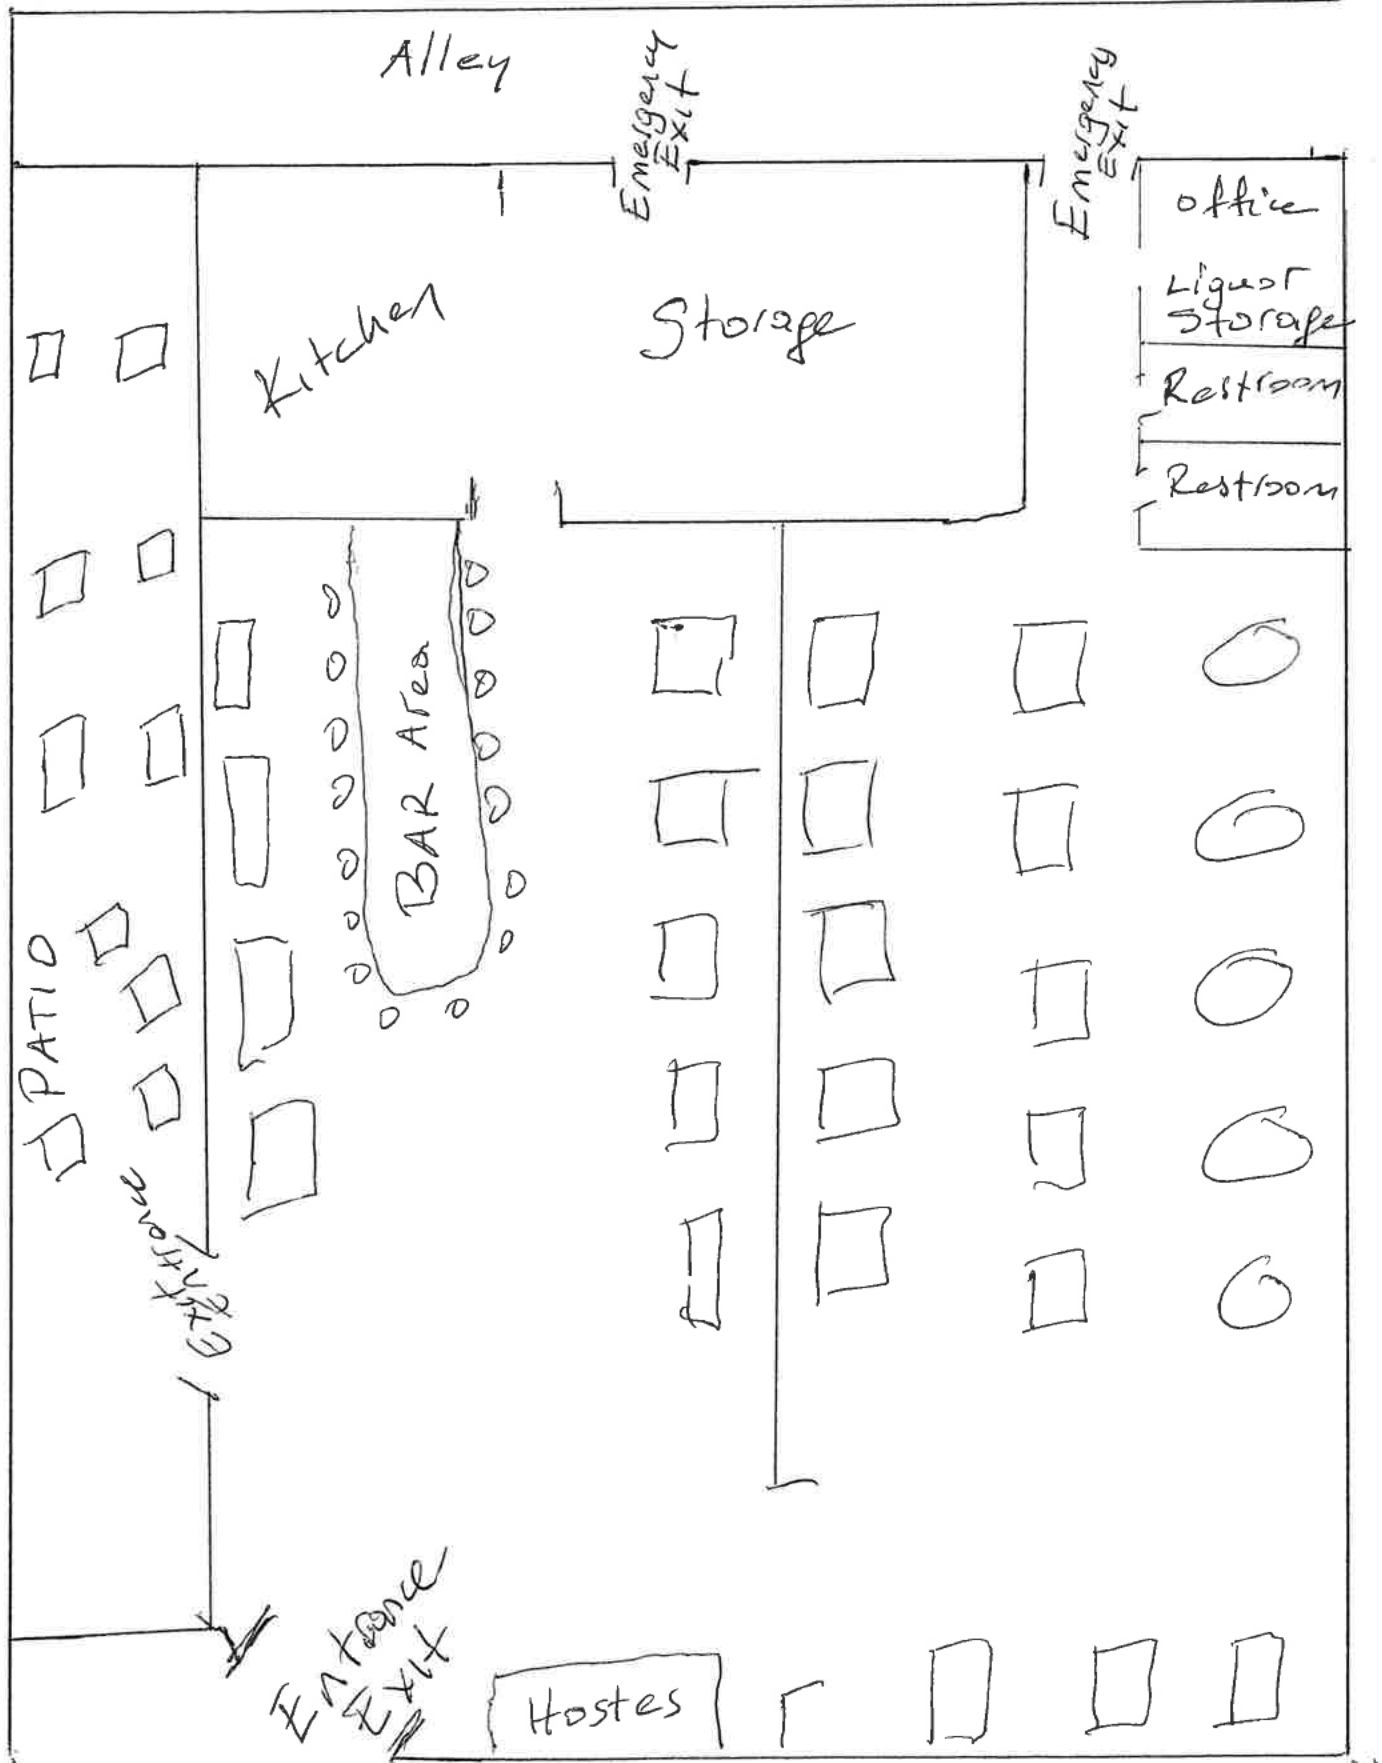 Alley
Emergency
Exit
Emergency
Exit
office
Liquor
Storage
Kitchen
Storage
Restroom
Restroom
BAR Area
PATIO
Entrance
Exit
Entrance
Exit
Hostes